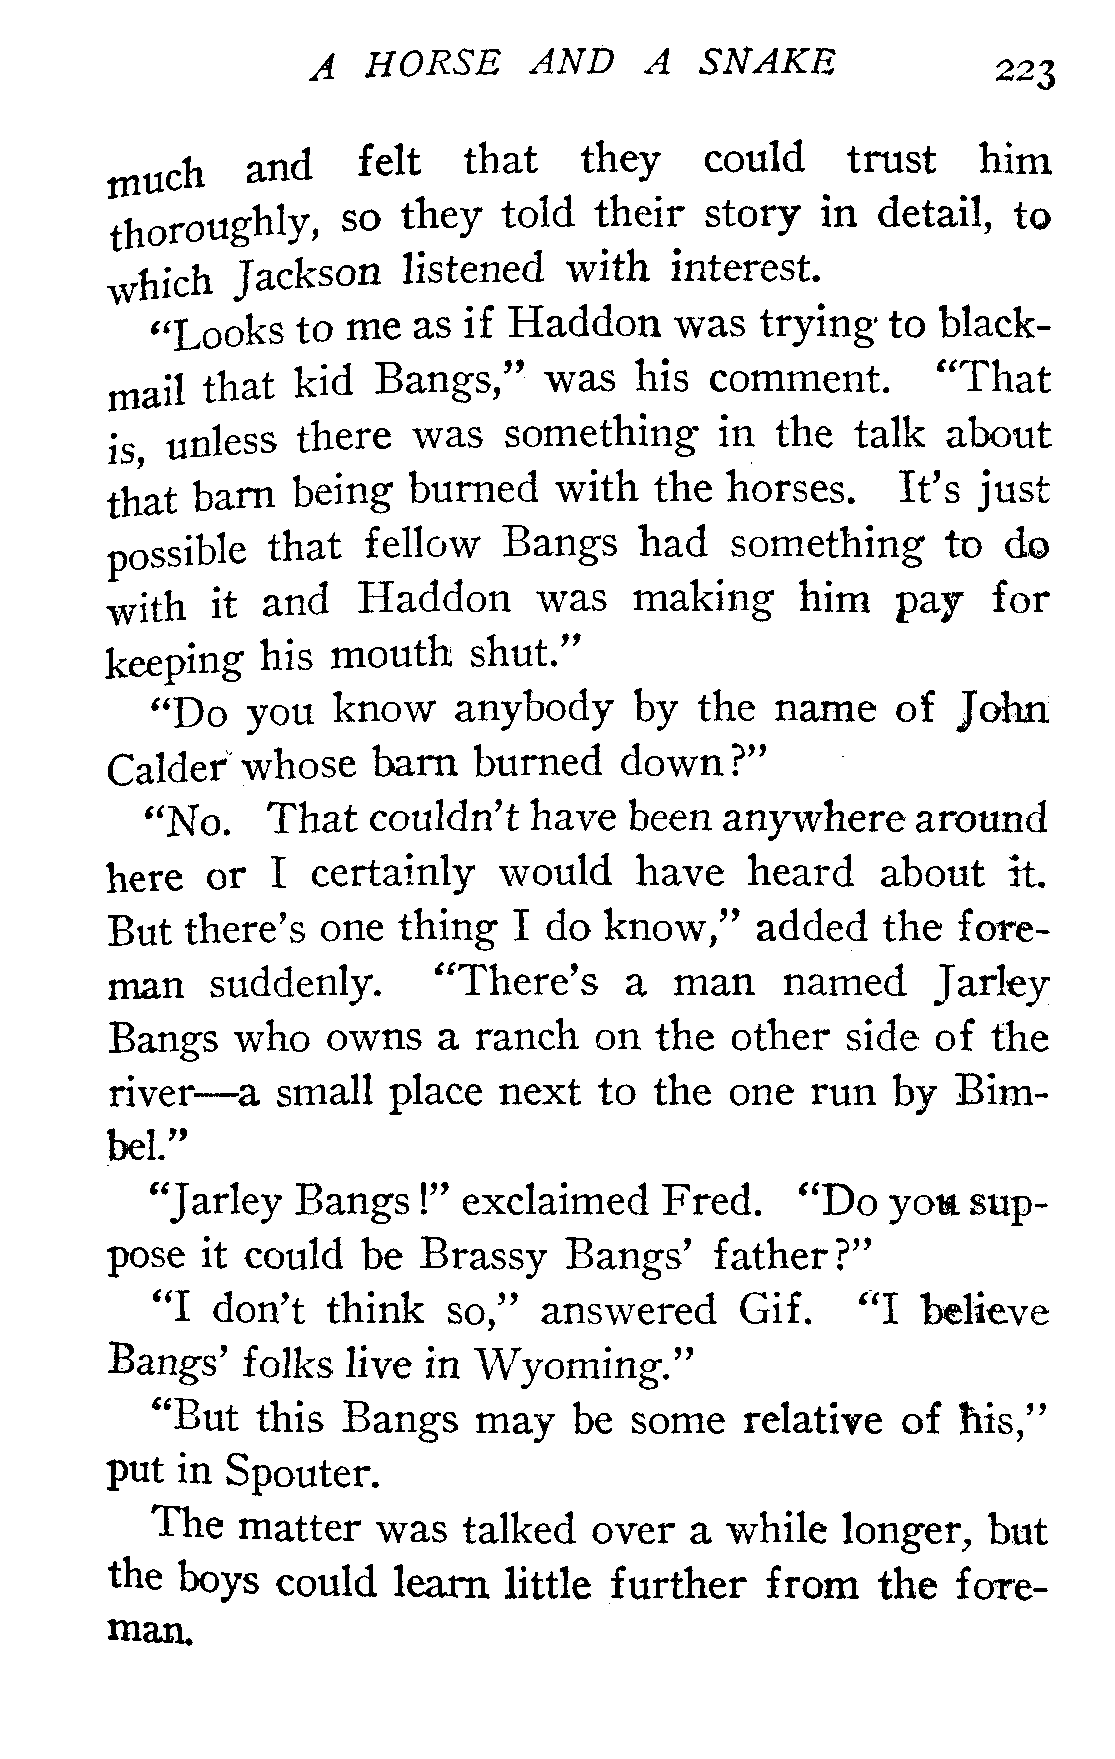 A HORSE AND A SNAKE 223
much and felt that they could trust him
thoroughly, so they told their story in detail, to
which Jackson listened with interest.
“Looks to me as if Haddon was trying to black-
mail that kid Bangs,” was his comment. “That
is, unless there was something in the talk about
that barn being burned with the horses. It’s just
possible that fellow Bangs had something to do
with it and Haddon was making him pay for
keeping his mouth shut.”
“Do you know anybody by the name of John
Calder whose barn burned down?”
“No. That couldn’t have been anywhere around
here or I certainly would have heard about it.
But there’s one thing I do know,” added the fore-
man suddenly. “There’s a man named Jarley
Bangs who owns a ranch on the other side of the
river—a small place next to the one run by Bim-
bel.”
“Jarley Bangs!” exclaimed Fred. “Do you sup-
pose it could be Brassy Bangs’ father?”
“I don’t think so,” answered Gif. “I believe
Bangs’ folks live in Wyoming.”
“But this Bangs may be some relative of his,”
put in Spouter.
The matter was talked over a while longer, but
the boys could learn little further from the fore-
man.